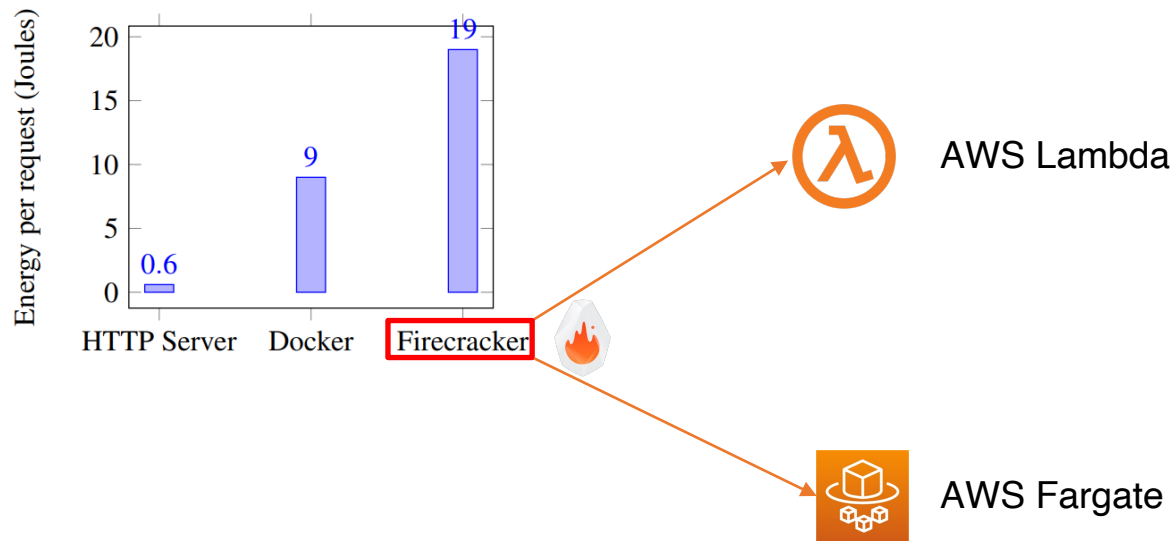 Energy per request (Joules)
20
15
10
5
0
0.6
9
19
HTTP Server
Docker
Firecracker
AWS Lambda
AWS Fargate